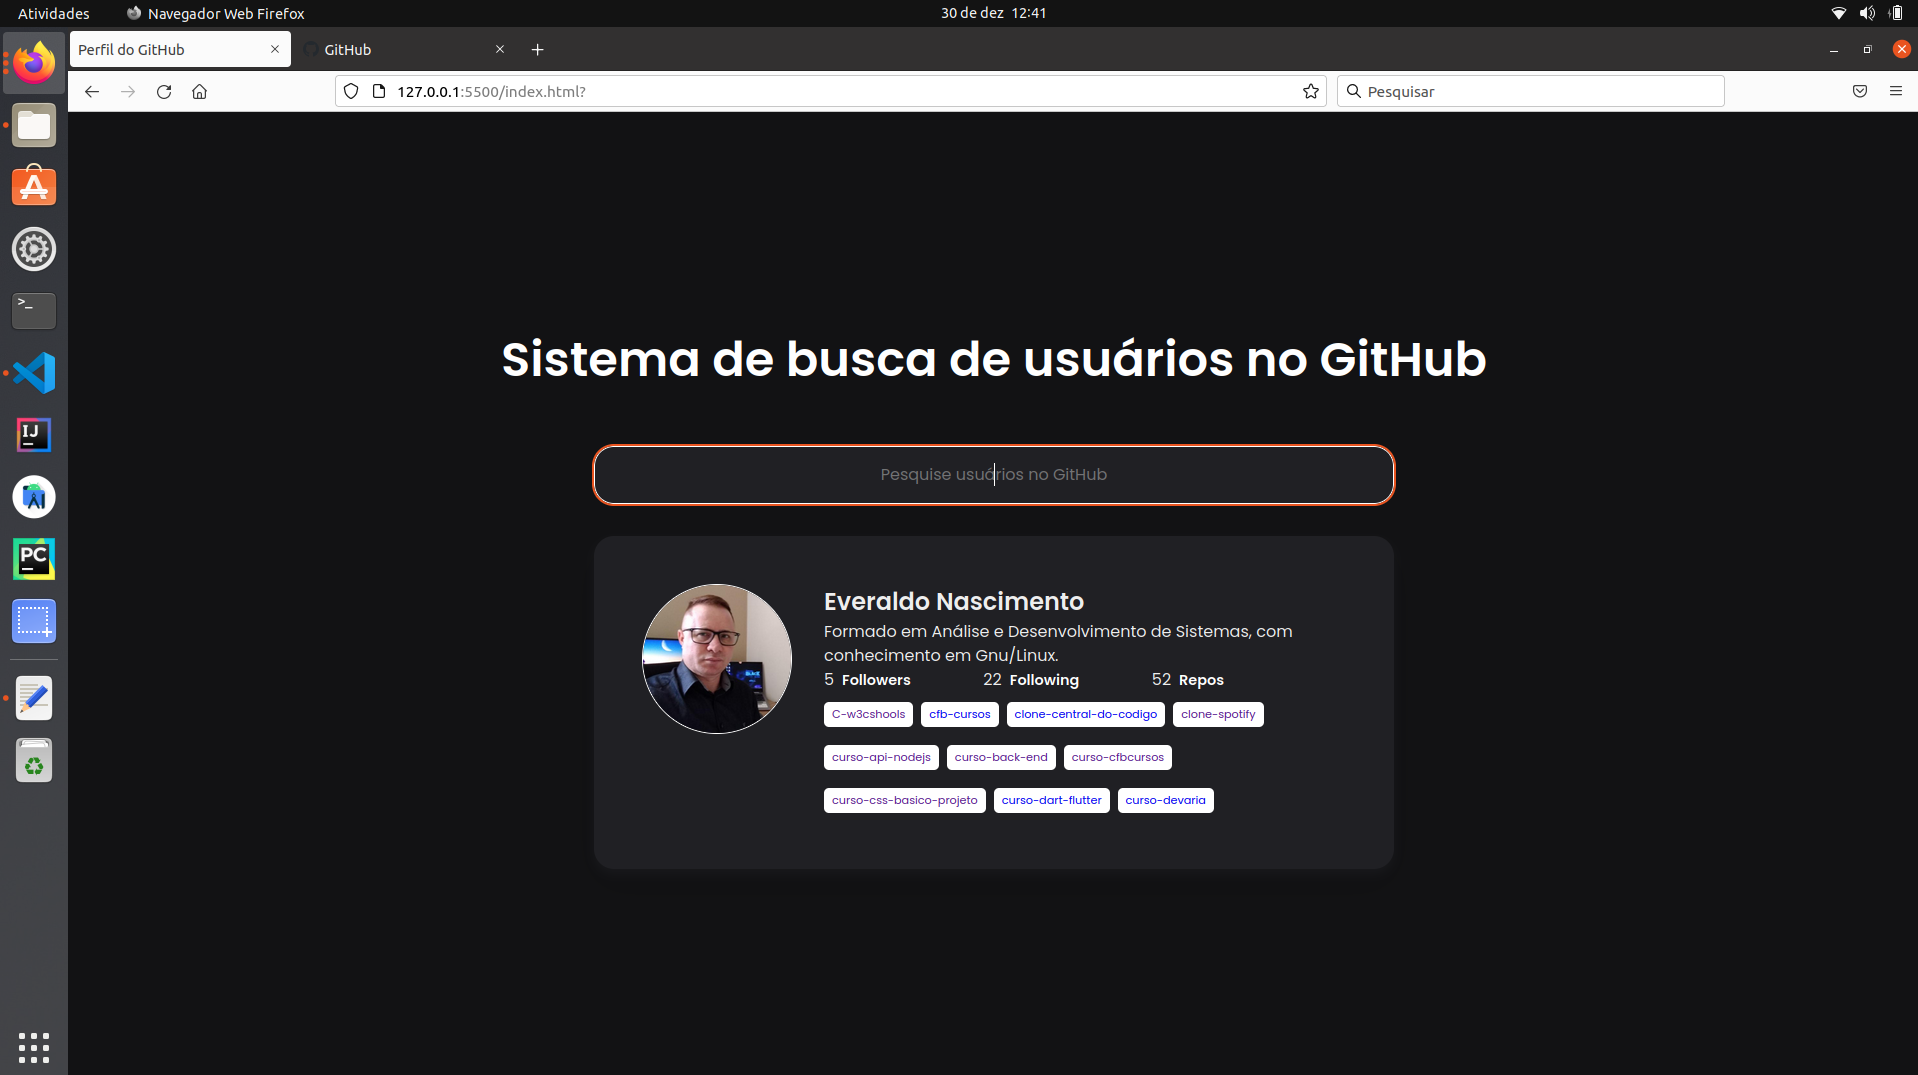 Atividades Navegador Web Firefox 30 de dez 12:41
Perfil do GitHub GitHub
127.0.0.1:5500/index.html? Pesquisar
Sistema de busca de usuários no GitHub
Pesquise usuários no GitHub
Everaldo Nascimento
Formado em Análise e Desenvolvimento de Sistemas, com
conhecimento em Gnu/Linux.
5 Followers 22 Following 52 Repos
C-w3cshools cfb-cursos clone-central-do-codigo clone-spotify
curso-api-nodejs curso-back-end curso-cfbcursos
curso-css-basico-projeto curso-dart-flutter curso-devaria
>_
IJ
PC